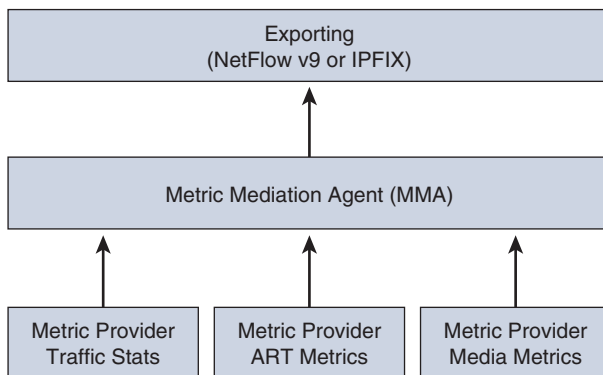 Exporting
(NetFlow v9 or IPFIX)
Metric Mediation Agent (MMA)
Metric Provider
Traffic Stats
Metric Provider
ART Metrics
Metric Provider
Media Metrics